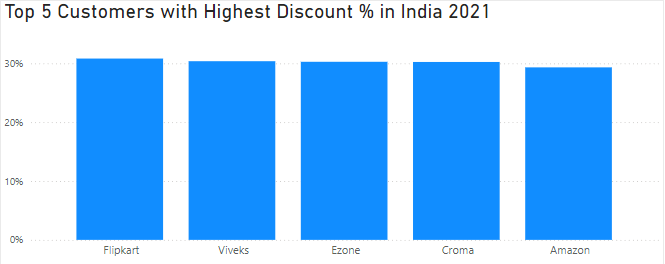 Top 5 Customers with Highest Discount % in India 2021
30%
20%
10%
0%
Flipkart Viveks Ezone Croma Amazon